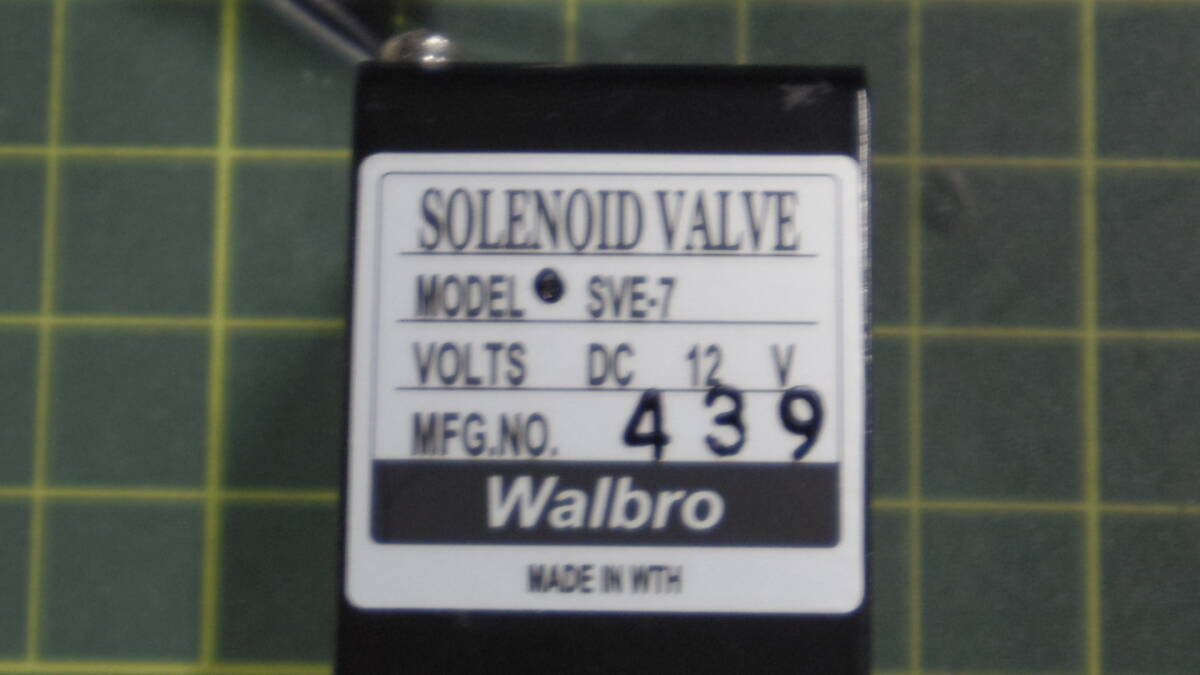 SOLENOID VALVE
MODEL SVE-7
VOLTS DC 12 V
MFG.NO. 439
Walbro
MADE IN WTH